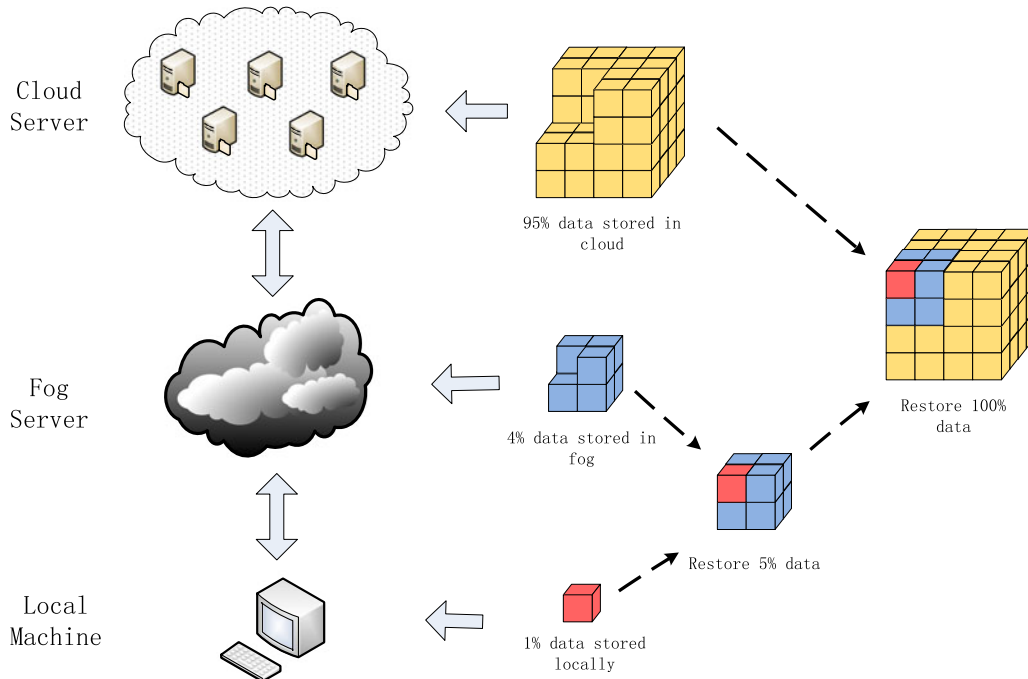 Cloud
Server
95% data stored in
cloud
Fog
Server
4% data stored in
fog
Restore 100%
data
Restore 5% data
Local
Machine
1% data stored
locally